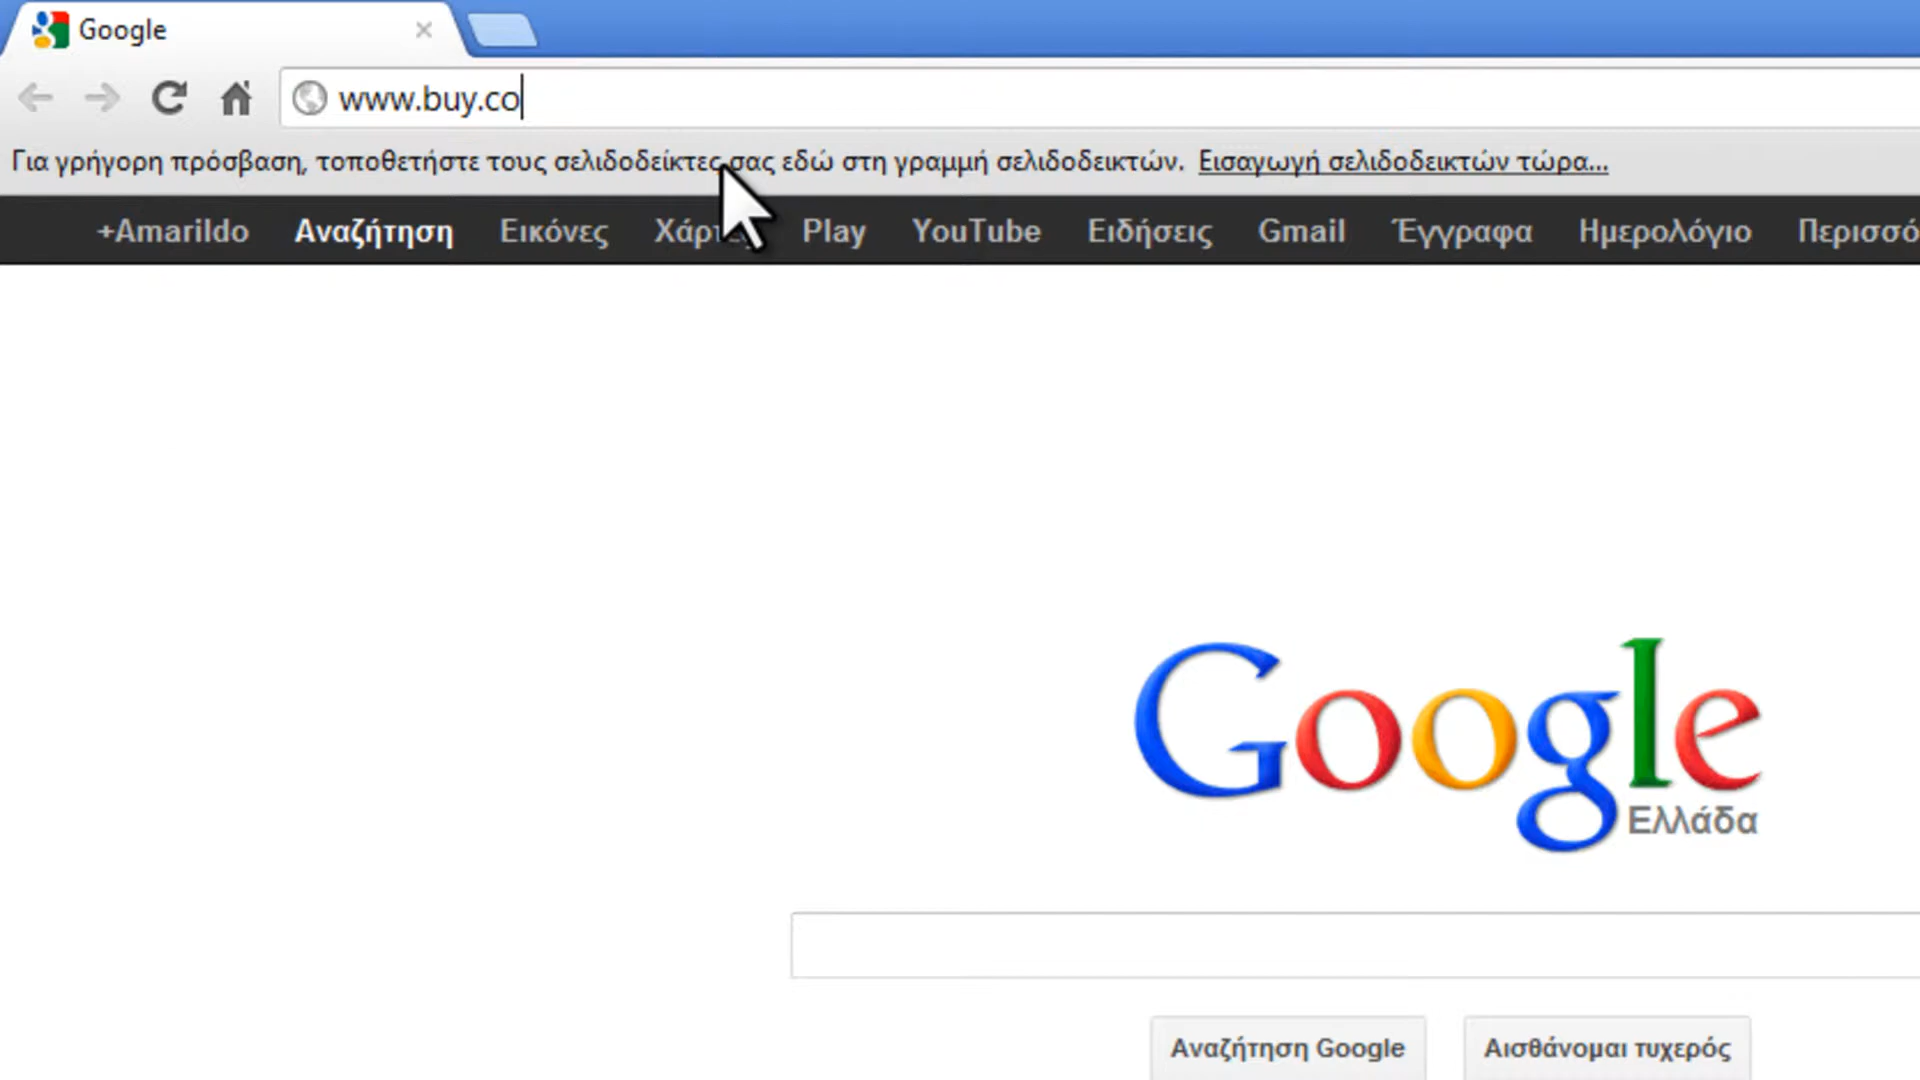 Google
www.buy.co
Για γρήγορη πρόσβαση, τοποθετήστε τους σελιδοδείκτες σας εδώ στη γραμμή σελιδοδεικτών. Εισαγωγή σελιδοδεικτών τώρα...
+Amarildo Αναζήτηση Εικόνες Play YouTube Ειδήσεις Gmail Έγγραφα Ημερολόγιο
Google
Ελλάδα
Αναζήτηση Google Αισθάνομαι τυχερός